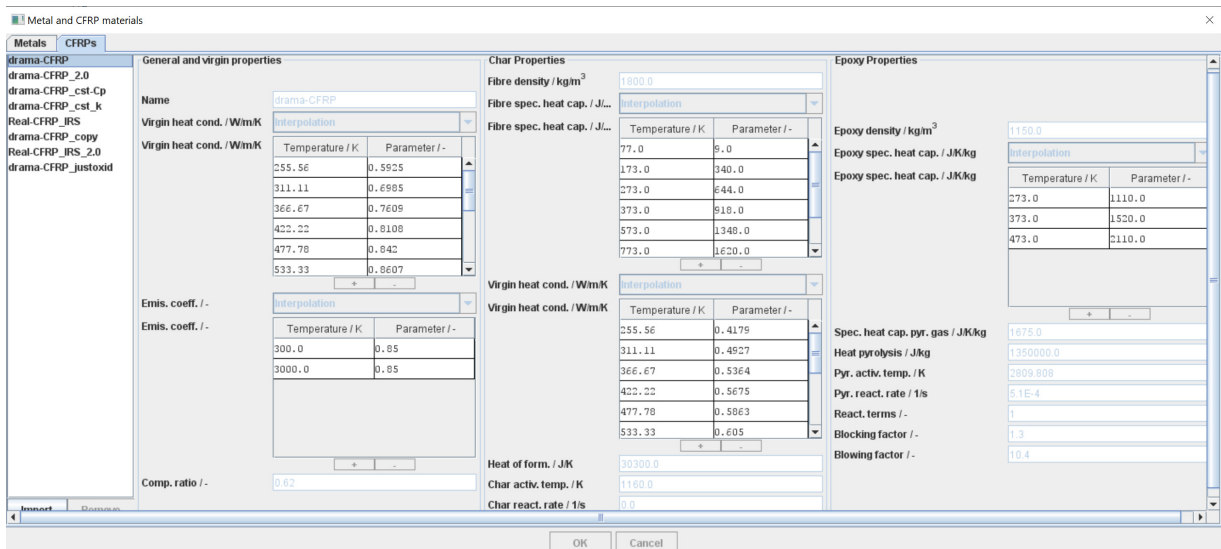 Metal and CFRP materials
Metals CFRPs
drama-CFRP
drama-CFRP_2.0
drama-CFRP_cst-Cp
drama-CFRP_cst_k
Real-CFRP_IRS
drama-CFRP_copy
Real-CFRP_IRS_2.0
drama-CFRP_justoxid
Import Remove
General and virgin properties
Name drama-CFRP
Virgin heat cond. / W/m/K Interpolation
Virgin heat cond. / W/m/K Temperature / K Parameter / -
255.56 0.5925
311.11 0.6985
366.67 0.7609
422.22 0.8108
477.78 0.842
533.33 0.8607
+ -
Emis. coeff. / - Interpolation
Emis. coeff. / - Temperature / K Parameter / -
300.0 0.85
3000.0 0.85
+ -
Comp. ratio / - 0.62
Char Properties
Fibre density / kg/m3 1800.0
Fibre spec. heat cap. / J/... Interpolation
Fibre spec. heat cap. / J/... Temperature / K Parameter / -
77.0 9.0
173.0 340.0
273.0 644.0
373.0 918.0
573.0 1348.0
773.0 1620.0
+ -
Virgin heat cond. / W/m/K Interpolation
Virgin heat cond. / W/m/K Temperature / K Parameter / -
255.56 0.4179
311.11 0.4927
366.67 0.5364
422.22 0.5675
477.78 0.5863
533.33 0.605
+ -
Heat of form. / J/K 30300.0
Char activ. temp. / K 1160.0
Char react. rate / 1/s 0.0
Epoxy Properties
Epoxy density / kg/m3 1150.0
Epoxy spec. heat cap. / J/K/kg Interpolation
Epoxy spec. heat cap. / J/K/kg Temperature / K Parameter / -
273.0 1110.0
373.0 1520.0
473.0 2110.0
+ -
Spec. heat cap. pyr. gas / J/K/kg 1675.0
Heat pyrolysis / J/kg 1350000.0
Pyr. activ. temp. / K 2809.808
Pyr. react. rate / 1/s 5.1E-4
React. terms / - 1
Blocking factor / - 1.3
Blowing factor / - 10.4
OK Cancel